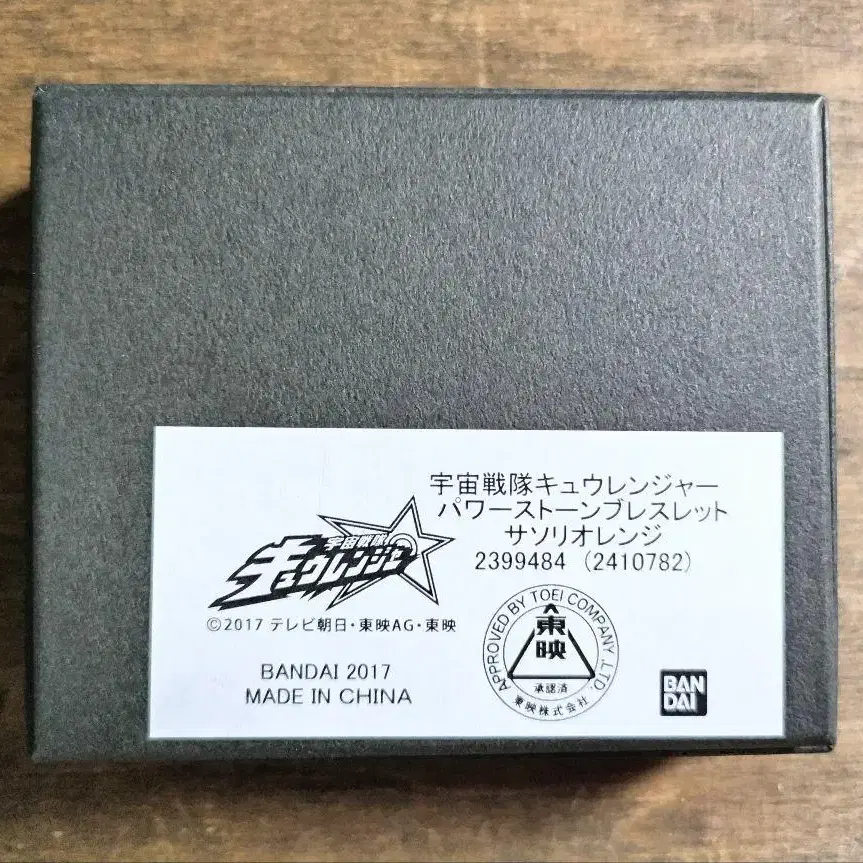 宇宙戦隊キュウレンジャー
パワーストーンブレスレット
サソリオレンジ
2399484 (2410782)
宇宙戦隊
キュウレンジャー
©2017 テレビ朝日・東映AG・東映
BANDAI 2017
MADE IN CHINA
APPROVED BY TOEI COMPANY, LTD.
東映
承認済
東映株式会社
BAN
DAI